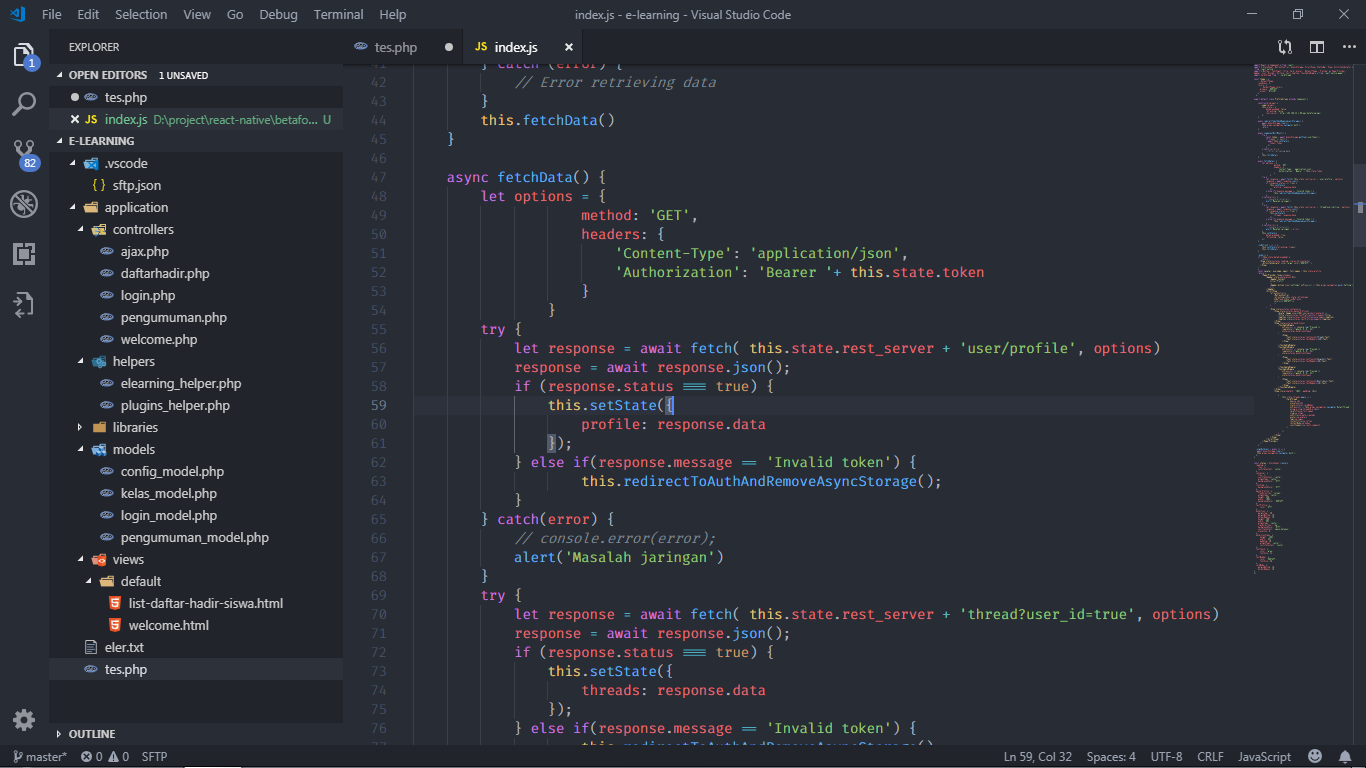 File Edit Selection View Go Debug Terminal Help
index.js - e-learning - Visual Studio Code
EXPLORER
OPEN EDITORS 1 UNSAVED
tes.php
JS index.js D:\project\react-native\betafo... U
E-LEARNING
.vscode
{ } sftp.json
application
controllers
ajax.php
daftarhadir.php
login.php
pengumuman.php
welcome.php
helpers
elearning_helper.php
plugins_helper.php
libraries
models
config_model.php
kelas_model.php
login_model.php
pengumuman_model.php
views
default
list-daftar-hadir-siswa.html
welcome.html
eler.txt
tes.php
OUTLINE
1
82
tes.php
JS index.js
41 } catch (error) {
42 // Error retrieving data
43 }
44 this.fetchData()
45 }
46
47 async fetchData() {
48 let options = {
49 method: 'GET',
50 headers: {
51 'Content-Type': 'application/json',
52 'Authorization': 'Bearer '+ this.state.token
53 }
54 }
55 try {
56 let response = await fetch( this.state.rest_server + 'user/profile', options)
57 response = await response.json();
58 if (response.status === true) {
59 this.setState({
60 profile: response.data
61 });
62 } else if(response.message == 'Invalid token') {
63 this.redirectToAuthAndRemoveAsyncStorage();
64 }
65 } catch(error) {
66 // console.error(error);
67 alert('Masalah jaringan')
68 }
69 try {
70 let response = await fetch( this.state.rest_server + 'thread?user_id=true', options)
71 response = await response.json();
72 if (response.status === true) {
73 this.setState({
74 threads: response.data
75 });
76 } else if(response.message == 'Invalid token') {
77 this.redirectToAuthAndRemoveAsyncStorage()
master* 0 0 SFTP
Ln 59, Col 32 Spaces: 4 UTF-8 CRLF JavaScript